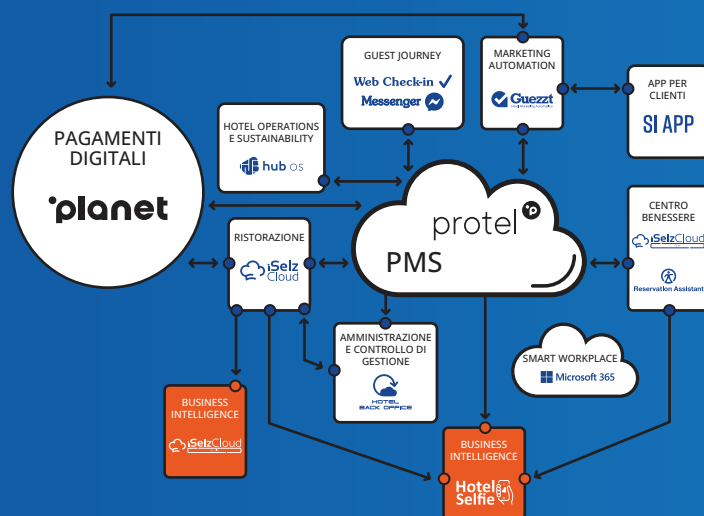 GUEST JOURNEY
Web Check-in
Messenger
MARKETING
AUTOMATION
Guezzt
APP PER
CLIENTI
SI APP
PAGAMENTI
DIGITALI
planet
HOTEL OPERATIONS
E SUSTAINABILITY
hub os
protel
PMS
CENTRO
BENESSERE
iSelzCloud
Reservation Assistant
RISTORAZIONE
iSelz
Cloud
AMMINISTRAZIONE
E CONTROLLO DI
GESTIONE
HOTEL
BACK OFFICE
SMART WORKPLACE
Microsoft 365
BUSINESS
INTELLIGENCE
iSelzCloud
BUSINESS
INTELLIGENCE
Hotel
Selfie